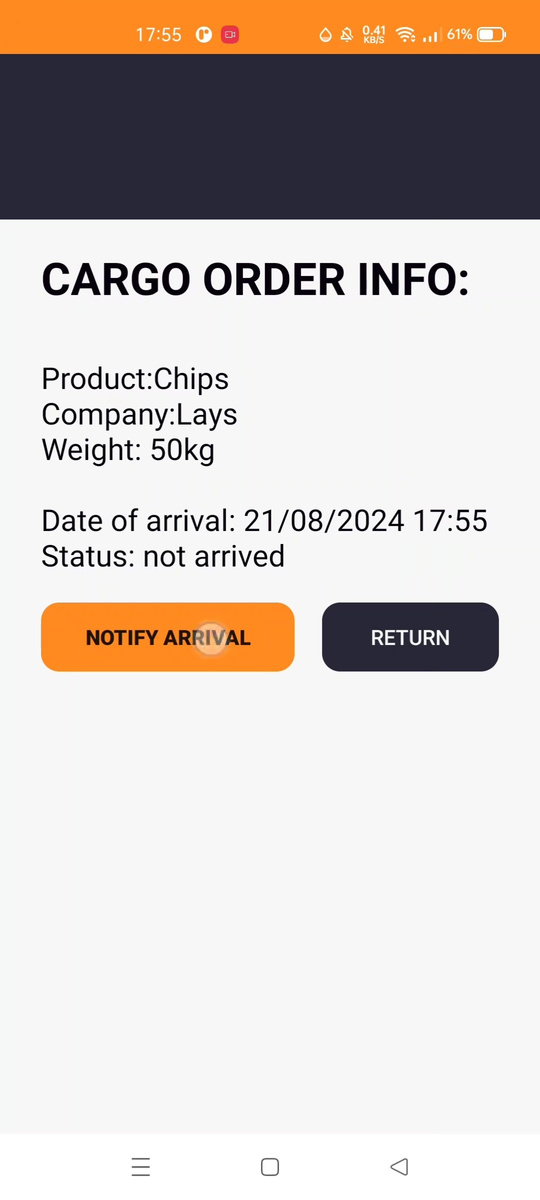 17:55
0.41
KB/S
61%
CARGO ORDER INFO:
Product:Chips
Company:Lays
Weight: 50kg
Date of arrival: 21/08/2024 17:55
Status: not arrived
NOTIFY ARRIVAL
RETURN